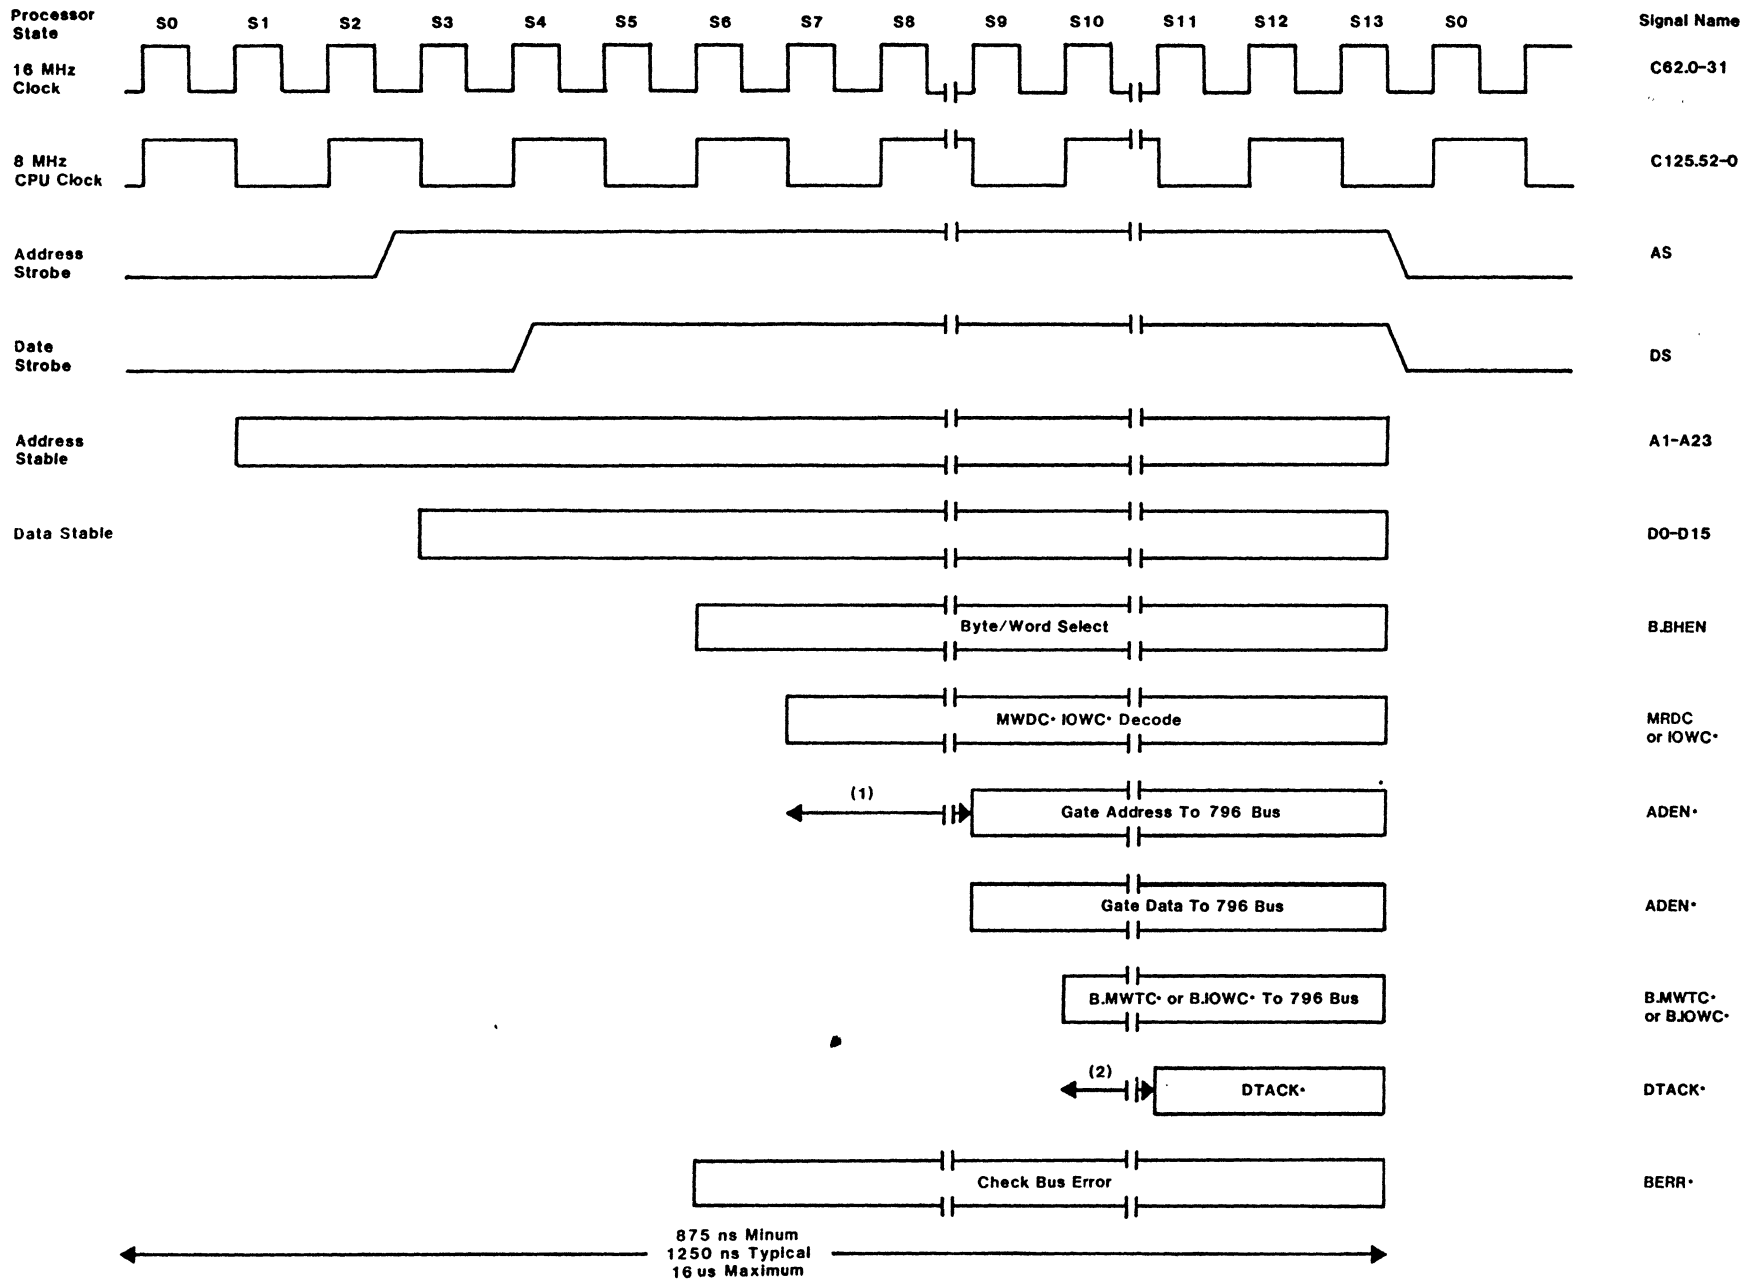 Processor
State
S0 S1 S2 S3 S4 S5 S6 S7 S8 S9 S10 S11 S12 S13 S0
Signal Name
16 MHz
Clock
C62.0-31
8 MHz
CPU Clock
C125.52-0
Address
Strobe
AS
Date
Strobe
DS
Address
Stable
A1-A23
Data Stable
D0-D15
Byte/Word Select
B.BHEN
MWDC• IOWC• Decode
MRDC
or IOWC•
(1)
Gate Address To 796 Bus
ADEN•
Gate Data To 796 Bus
ADEN•
B.MWTC• or B.IOWC• To 796 Bus
B.MWTC•
or B.IOWC•
(2)
DTACK•
DTACK•
Check Bus Error
BERR•
875 ns Minum
1250 ns Typical
16 us Maximum